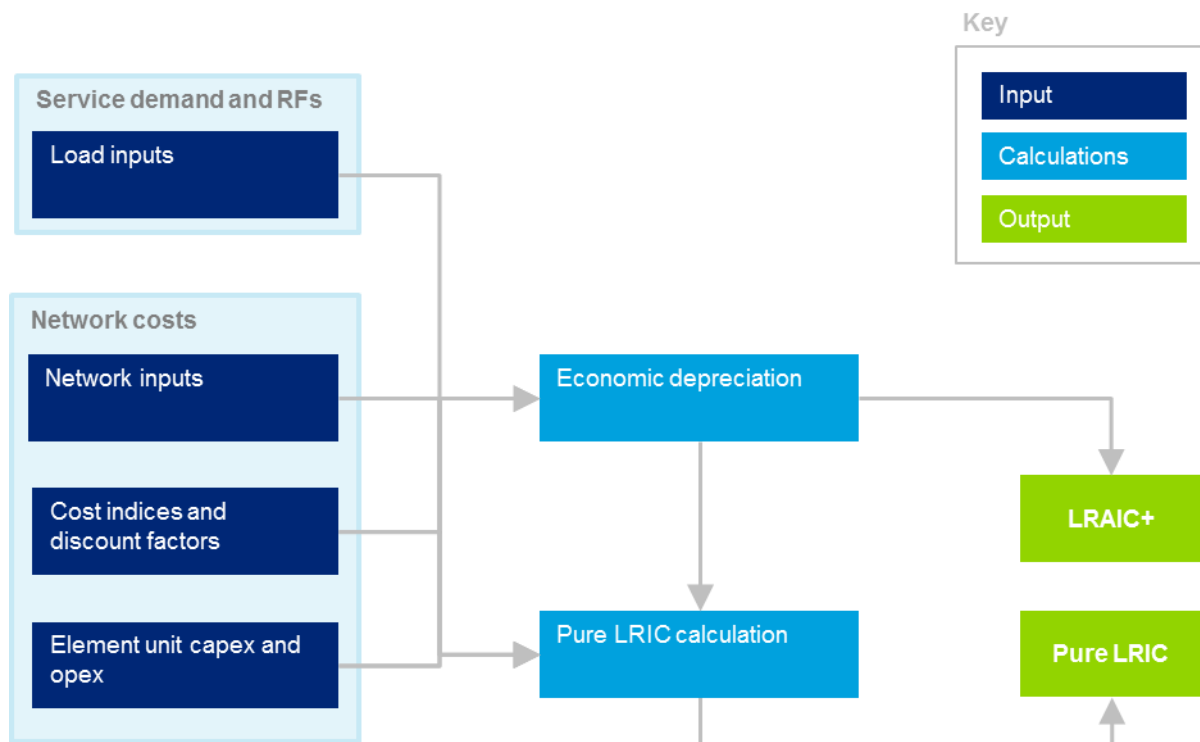 Key
Input
Calculations
Output
Service demand and RFs
Load inputs
Network costs
Network inputs
Cost indices and
discount factors
Element unit capex and
opex
Economic depreciation
Pure LRIC calculation
LRAIC+
Pure LRIC